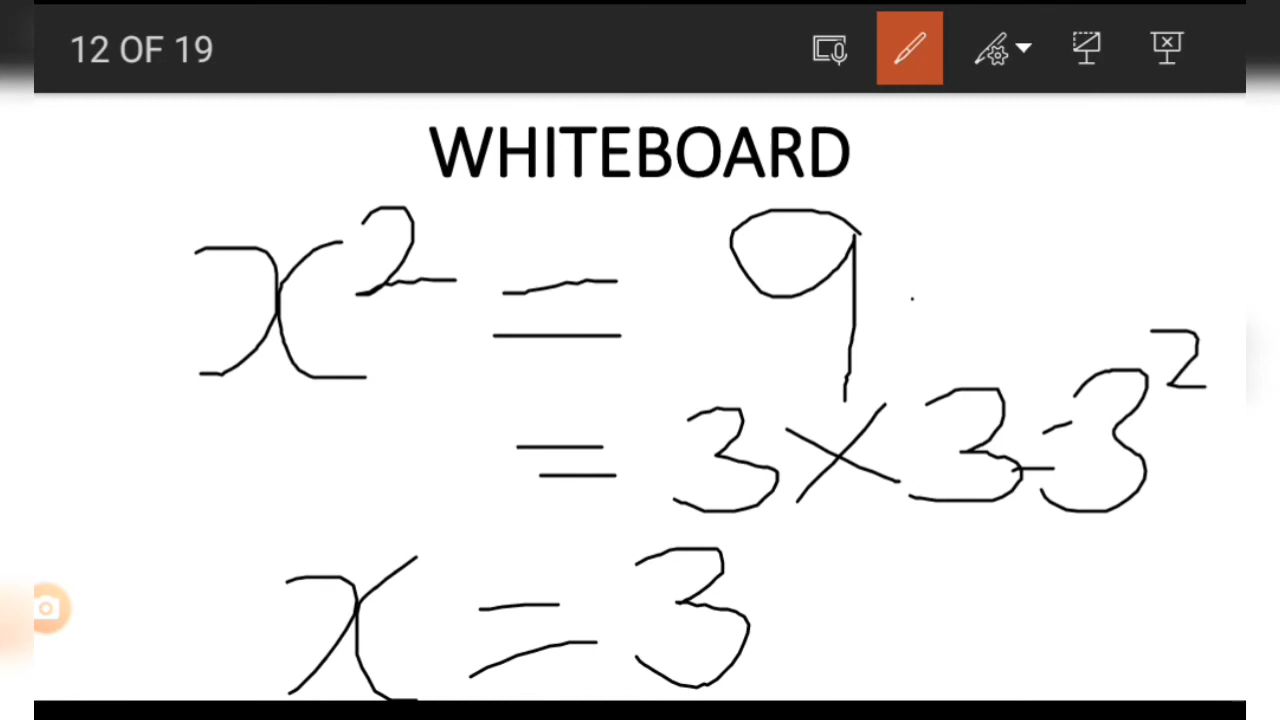 12 OF 19
WHITEBOARD
x² = 9
= 3 × 3 = 3²
x = 3